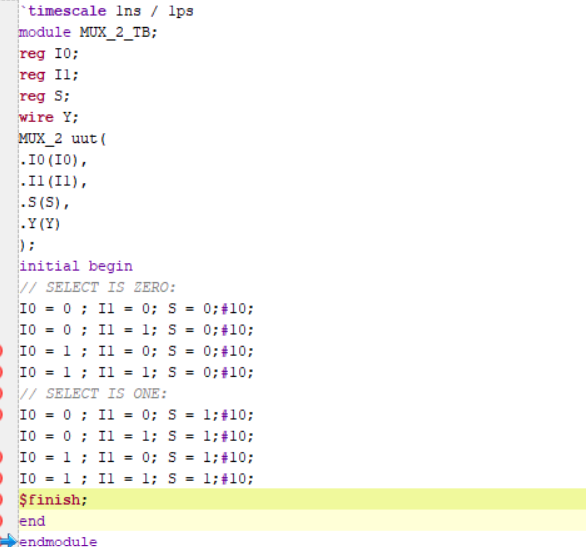 `timescale 1ns / 1ps
module MUX_2_TB;
reg I0;
reg I1;
reg S;
wire Y;
MUX_2 uut(
.I0(I0),
.I1(I1),
.S(S),
.Y(Y)
);
initial begin
// SELECT IS ZERO:
I0 = 0 ; I1 = 0; S = 0;#10;
I0 = 0 ; I1 = 1; S = 0;#10;
I0 = 1 ; I1 = 0; S = 0;#10;
I0 = 1 ; I1 = 1; S = 0;#10;
// SELECT IS ONE:
I0 = 0 ; I1 = 0; S = 1;#10;
I0 = 0 ; I1 = 1; S = 1;#10;
I0 = 1 ; I1 = 0; S = 1;#10;
I0 = 1 ; I1 = 1; S = 1;#10;
$finish;
end
endmodule